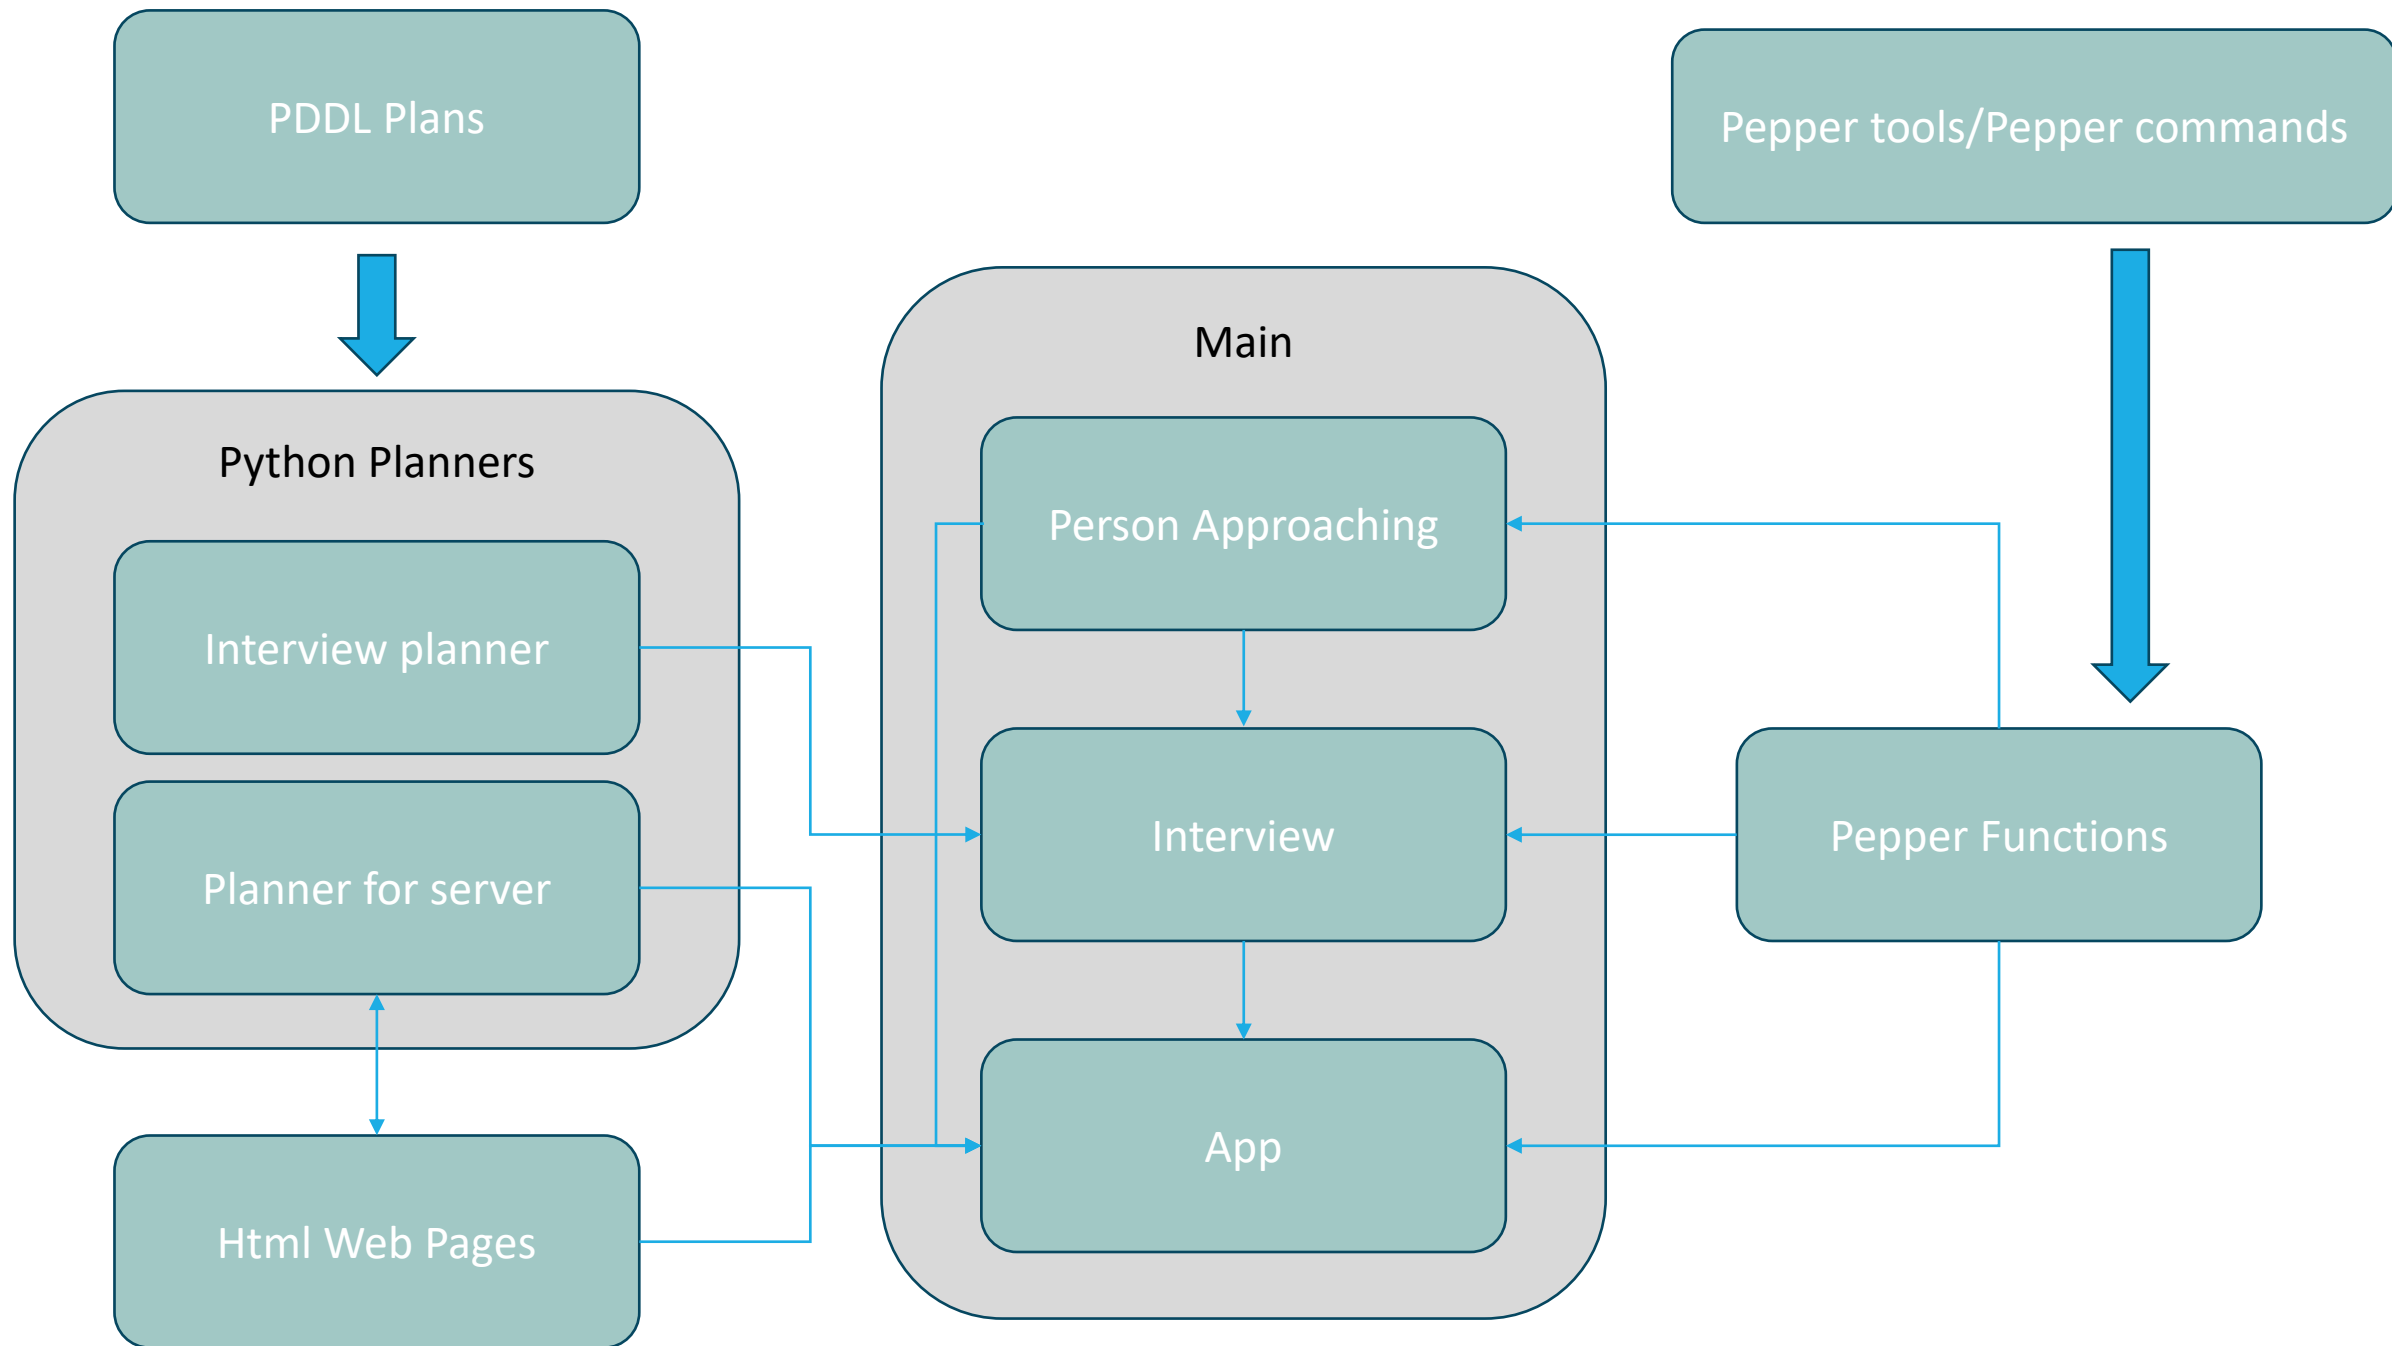 PDDL Plans
Pepper tools/Pepper commands
Main
Python Planners
Person Approaching
Interview planner
Interview
Pepper Functions
Planner for server
App
Html Web Pages